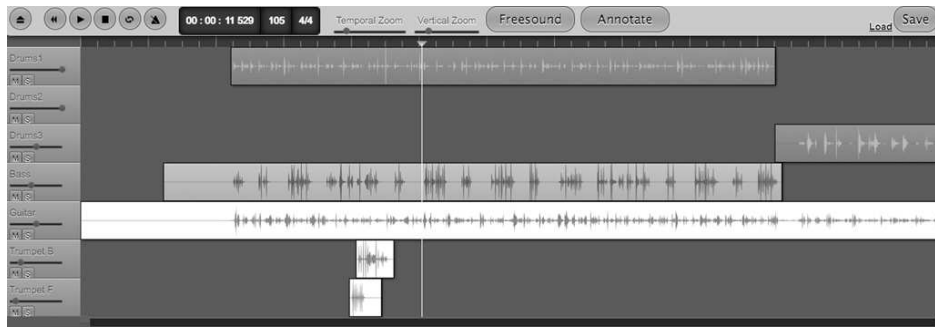 00 : 00 : 11 529 105 4/4 Temporal Zoom Vertical Zoom Freesound Annotate Load Save
Drums1
M S
Drums2
M S
Drums3
M S
Bass
M S
Guitar
M S
Trumpet B
M S
Trumpet F
M S